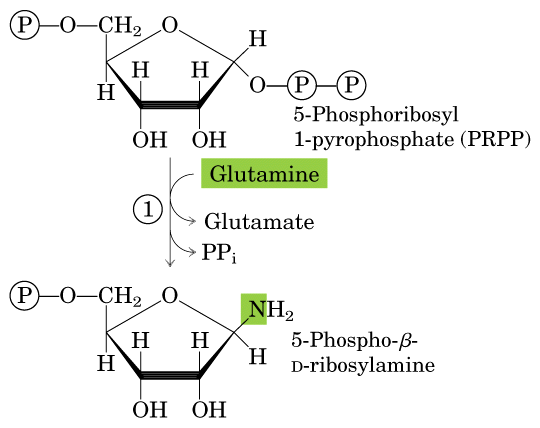 P—O—CH₂ O H
H H H O—P—P
OH OH
5-Phosphoribosyl
1-pyrophosphate (PRPP)
Glutamine
1
Glutamate
PPᵢ
P—O—CH₂ O NH₂
H H H H
OH OH
5-Phospho-β-
D-ribosylamine